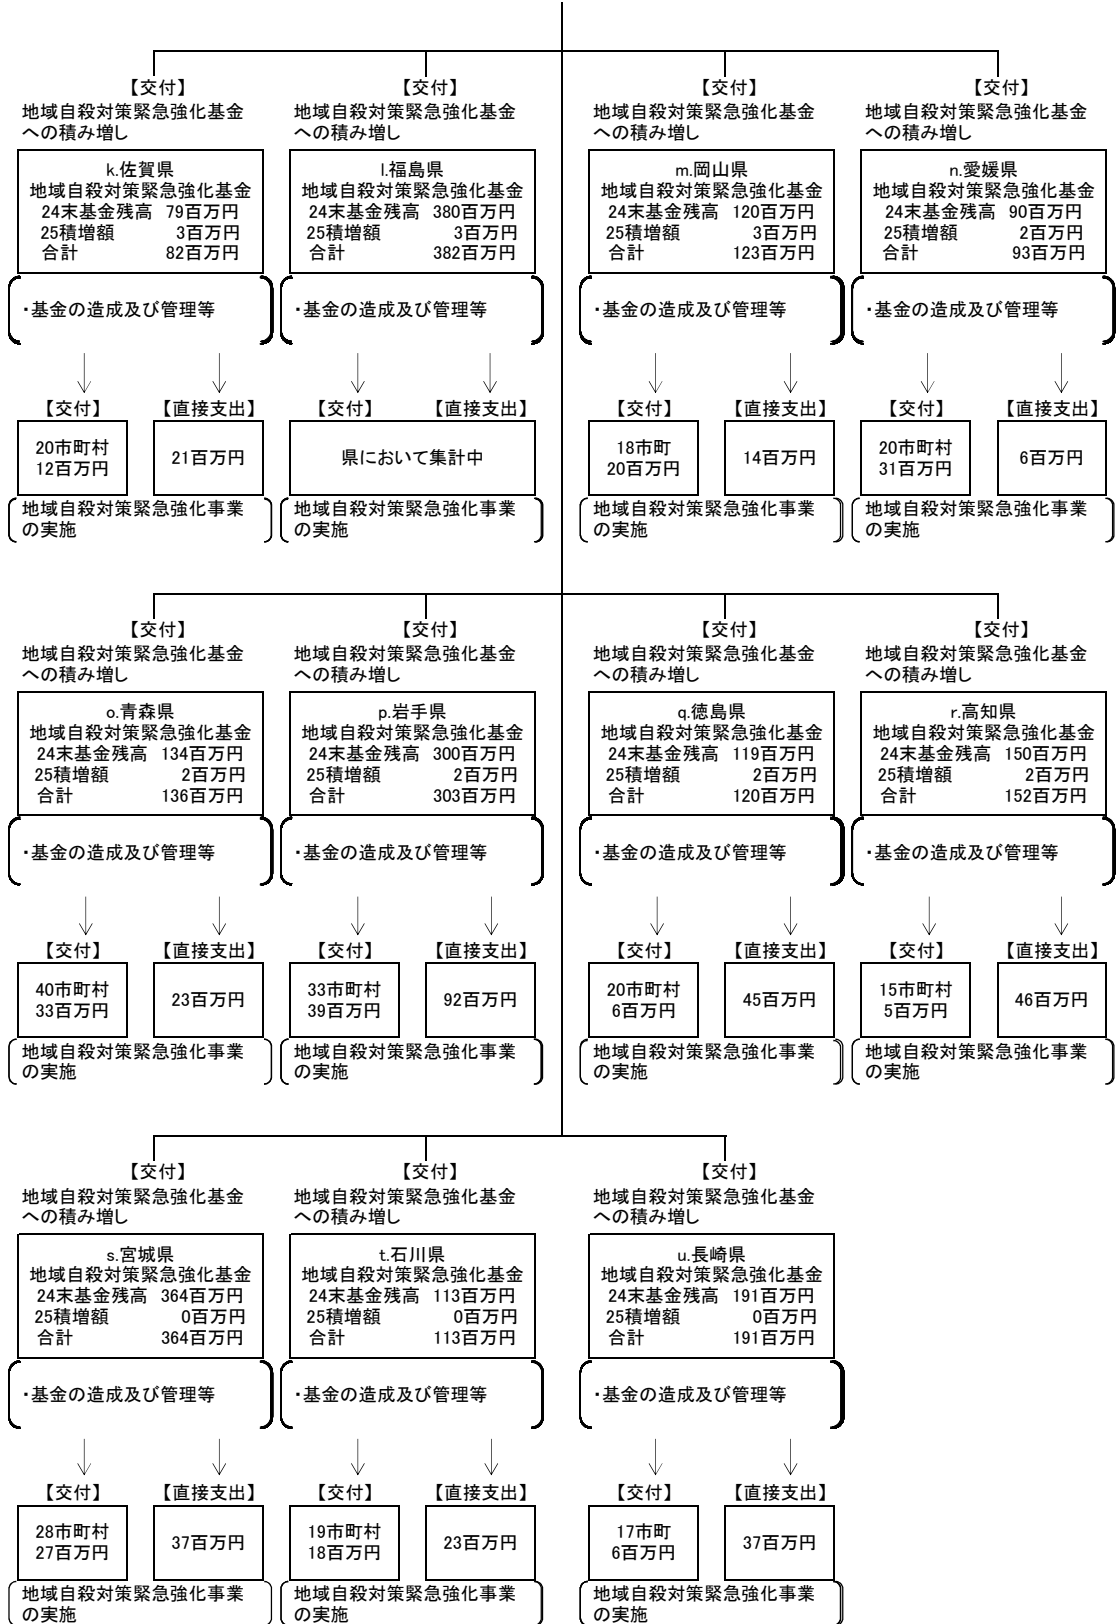 【交付】
地域自殺対策緊急強化基金
への積み増し
k.佐賀県
地域自殺対策緊急強化基金
24末基金残高 79百万円
25積増額 3百万円
合計 82百万円
・基金の造成及び管理等
【交付】 【直接支出】
20市町村
12百万円
21百万円
地域自殺対策緊急強化事業
の実施
【交付】
地域自殺対策緊急強化基金
への積み増し
l.福島県
地域自殺対策緊急強化基金
24末基金残高 380百万円
25積増額 3百万円
合計 382百万円
・基金の造成及び管理等
【交付】 【直接支出】
県において集計中
地域自殺対策緊急強化事業
の実施
【交付】
地域自殺対策緊急強化基金
への積み増し
m.岡山県
地域自殺対策緊急強化基金
24末基金残高 120百万円
25積増額 3百万円
合計 123百万円
・基金の造成及び管理等
【交付】 【直接支出】
18市町
20百万円
14百万円
地域自殺対策緊急強化事業
の実施
【交付】
地域自殺対策緊急強化基金
への積み増し
n.愛媛県
地域自殺対策緊急強化基金
24末基金残高 90百万円
25積増額 2百万円
合計 93百万円
・基金の造成及び管理等
【交付】 【直接支出】
20市町村
31百万円
6百万円
地域自殺対策緊急強化事業
の実施
【交付】
地域自殺対策緊急強化基金
への積み増し
o.青森県
地域自殺対策緊急強化基金
24末基金残高 134百万円
25積増額 2百万円
合計 136百万円
・基金の造成及び管理等
【交付】 【直接支出】
40市町村
33百万円
23百万円
地域自殺対策緊急強化事業
の実施
【交付】
地域自殺対策緊急強化基金
への積み増し
p.岩手県
地域自殺対策緊急強化基金
24末基金残高 300百万円
25積増額 2百万円
合計 303百万円
・基金の造成及び管理等
【交付】 【直接支出】
33市町村
39百万円
92百万円
地域自殺対策緊急強化事業
の実施
【交付】
地域自殺対策緊急強化基金
への積み増し
q.徳島県
地域自殺対策緊急強化基金
24末基金残高 119百万円
25積増額 2百万円
合計 120百万円
・基金の造成及び管理等
【交付】 【直接支出】
20市町村
6百万円
45百万円
地域自殺対策緊急強化事業
の実施
【交付】
地域自殺対策緊急強化基金
への積み増し
r.高知県
地域自殺対策緊急強化基金
24末基金残高 150百万円
25積増額 2百万円
合計 152百万円
・基金の造成及び管理等
【交付】 【直接支出】
15市町村
5百万円
46百万円
地域自殺対策緊急強化事業
の実施
【交付】
地域自殺対策緊急強化基金
への積み増し
s.宮城県
地域自殺対策緊急強化基金
24末基金残高 364百万円
25積増額 0百万円
合計 364百万円
・基金の造成及び管理等
【交付】 【直接支出】
28市町村
27百万円
37百万円
地域自殺対策緊急強化事業
の実施
【交付】
地域自殺対策緊急強化基金
への積み増し
t.石川県
地域自殺対策緊急強化基金
24末基金残高 113百万円
25積増額 0百万円
合計 113百万円
・基金の造成及び管理等
【交付】 【直接支出】
19市町村
18百万円
23百万円
地域自殺対策緊急強化事業
の実施
【交付】
地域自殺対策緊急強化基金
への積み増し
u.長崎県
地域自殺対策緊急強化基金
24末基金残高 191百万円
25積増額 0百万円
合計 191百万円
・基金の造成及び管理等
【交付】 【直接支出】
17市町
6百万円
37百万円
地域自殺対策緊急強化事業
の実施